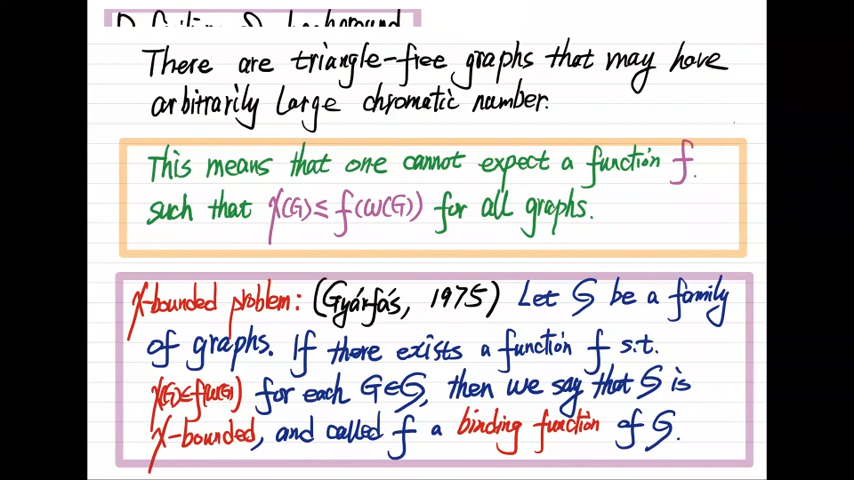 Definition & background
There are triangle-free graphs that may have
arbitrarily large chromatic number.
This means that one cannot expect a function f.
such that χ(G)≤f(ω(G)) for all graphs.
χ-bounded problem: (Gyárfás, 1975) Let 𝒢 be a family
of graphs. If there exists a function f s.t.
χ(G)≤f(ω(G)) for each G∈𝒢, then we say that 𝒢 is
χ-bounded, and called f a binding function of 𝒢.